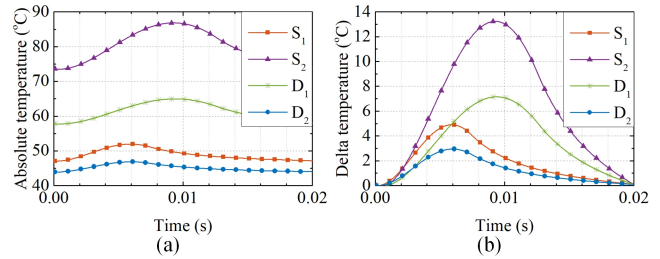 Absolute temperature (°C)
90
80
70
60
50
40
0.00
0.01
0.02
Time (s)
(a)
S₁
S₂
D₁
D₂
Delta temperature (°C)
14
12
10
8
6
4
2
0
0.00
0.01
0.02
Time (s)
(b)
S₁
S₂
D₁
D₂